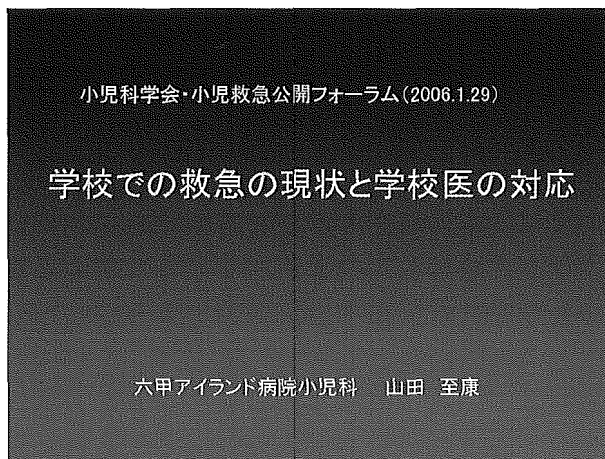 小児科学会・小児救急公開フォーラム(2006.1.29)
学校での救急の現状と学校医の対応
六甲アイランド病院小児科　山田　至康